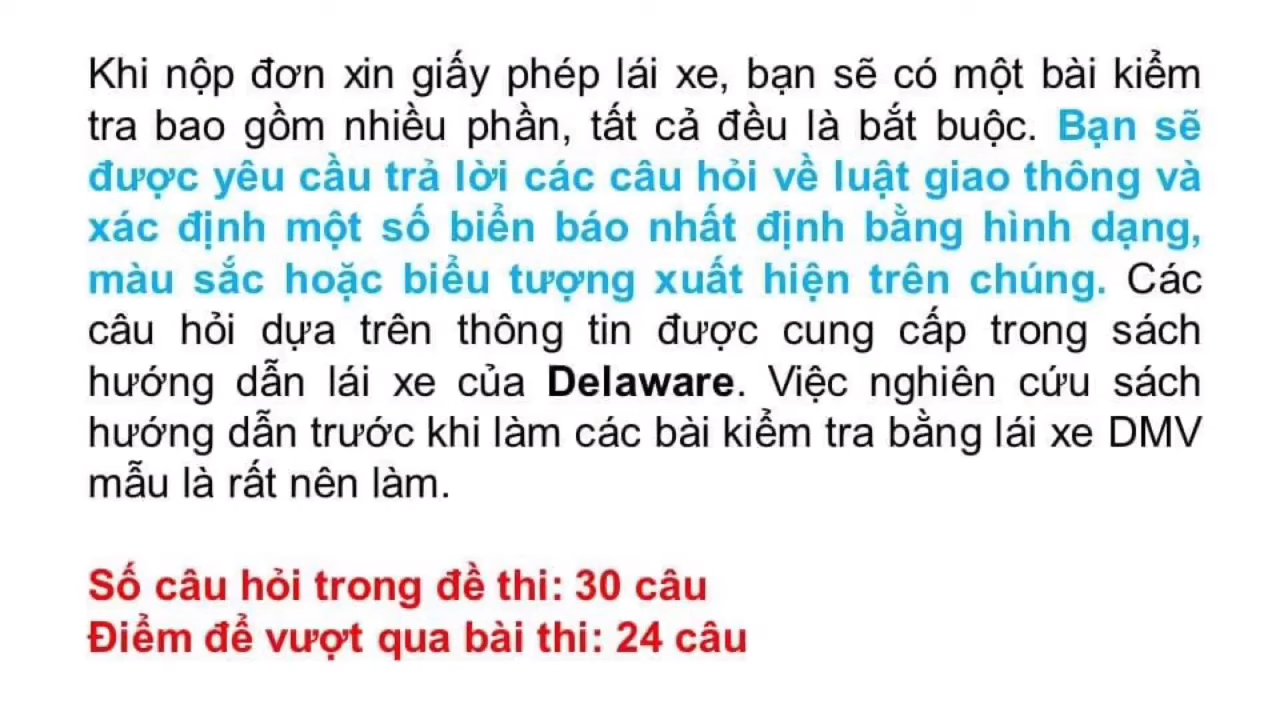 Khi nộp đơn xin giấy phép lái xe, bạn sẽ có một bài kiểm
tra bao gồm nhiều phần, tất cả đều là bắt buộc. Bạn sẽ
được yêu cầu trả lời các câu hỏi về luật giao thông và
xác định một số biển báo nhất định bằng hình dạng,
màu sắc hoặc biểu tượng xuất hiện trên chúng. Các
câu hỏi dựa trên thông tin được cung cấp trong sách
hướng dẫn lái xe của Delaware. Việc nghiên cứu sách
hướng dẫn trước khi làm các bài kiểm tra bằng lái xe DMV
mẫu là rất nên làm.
Số câu hỏi trong đề thi: 30 câu
Điểm để vượt qua bài thi: 24 câu